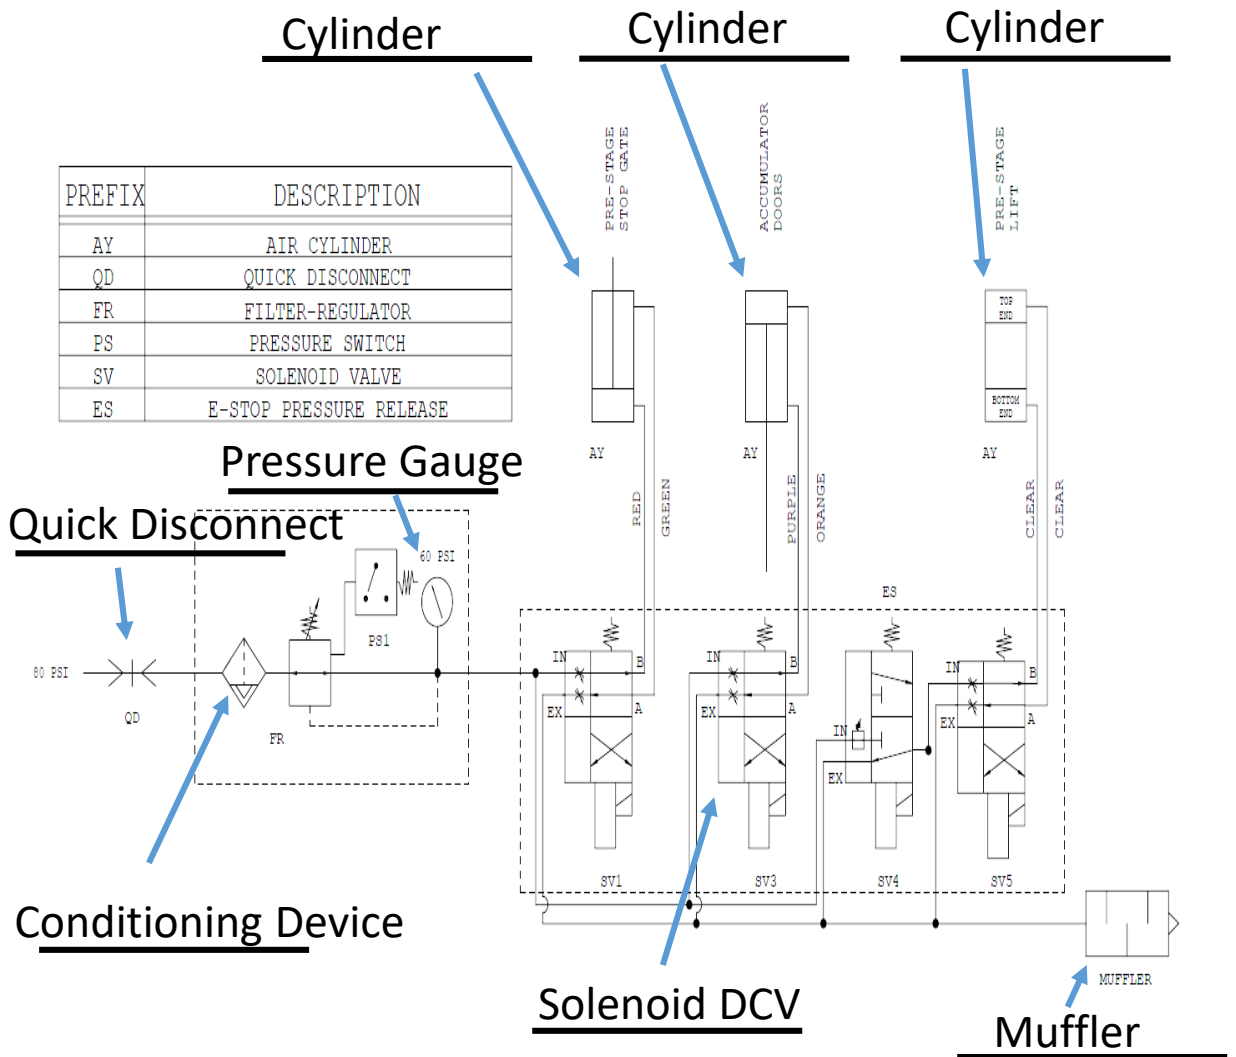 Cylinder
Cylinder
Cylinder
PRE-STAGE
STOP GATE
ACCUMULATOR
DOORS
PRE-STAGE
LIFT
PREFIX DESCRIPTION
AY AIR CYLINDER
QD QUICK DISCONNECT
FR FILTER-REGULATOR
PS PRESSURE SWITCH
SV SOLENOID VALVE
ES E-STOP PRESSURE RELEASE
TOP
END
BOTTOM
END
AY
AY
AY
RED
GREEN
PURPLE
ORANGE
CLEAR
CLEAR
Pressure Gauge
Quick Disconnect
60 PSI
PS1
80 PSI
QD
FR
ES
IN
B
A
EX
IN
B
A
EX
IN
EX
IN
B
A
EX
SV1
SV3
SV4
SV5
Conditioning Device
Solenoid DCV
MUFFLER
Muffler